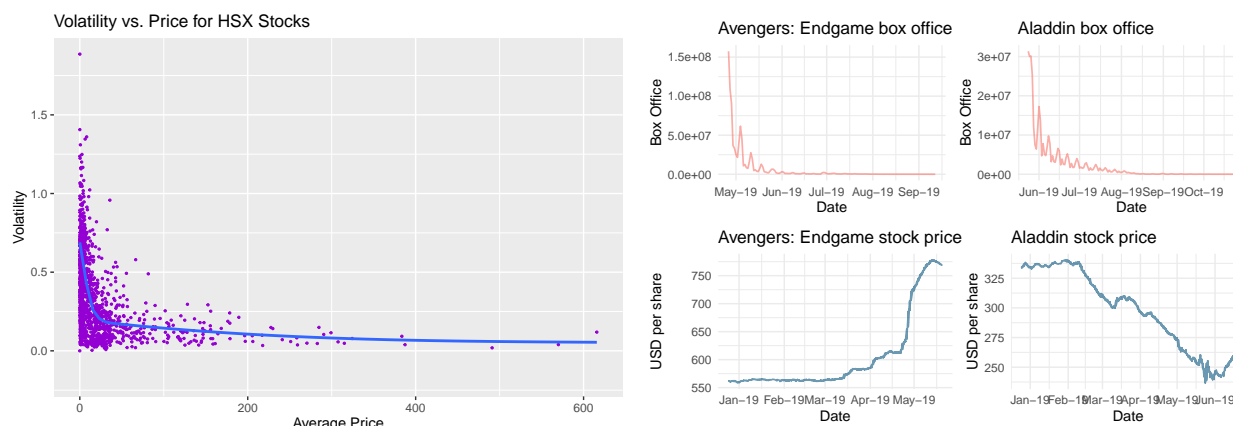 Volatility vs. Price for HSX Stocks
Volatility
1.5
1.0
0.5
0.0
0
200
400
600
Average Price
Avengers: Endgame box office
Box Office
1.5e+08
1.0e+08
5.0e+07
0.0e+00
May–19 Jun–19 Jul–19 Aug–19 Sep–19
Date
Aladdin box office
Box Office
3e+07
2e+07
1e+07
0e+00
Jun–19 Jul–19 Aug–19 Sep–19 Oct–19
Date
Avengers: Endgame stock price
USD per share
750
700
650
600
550
Jan–19 Feb–19 Mar–19 Apr–19 May–19
Date
Aladdin stock price
USD per share
325
300
275
250
Jan–19 Feb–19 Mar–19 Apr–19 May–19 Jun–19
Date